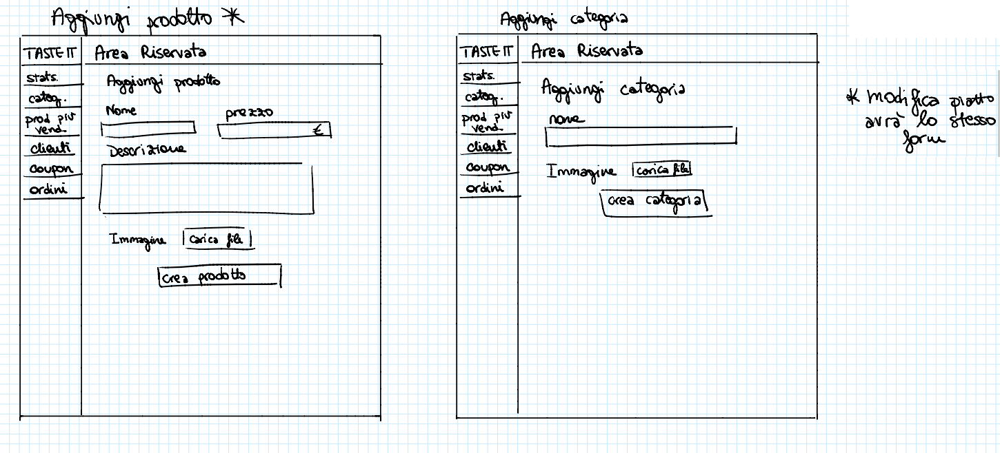 Aggiungi prodotto *
TASTE IT
Area Riservata
stats.
categ.
prod più
vend.
clienti
coupon
ordini
Aggiungi prodotto
Nome
prezzo
€
Descrizione
Immagine
carica file
crea prodotto
Aggiungi categoria
TASTE IT
Area Riservata
stats.
categ.
prod più
vend.
clienti
coupon
ordini
Aggiungi categoria
nome
Immagine
carica file
crea categoria
* modifica piatto
avrà lo stesso
form